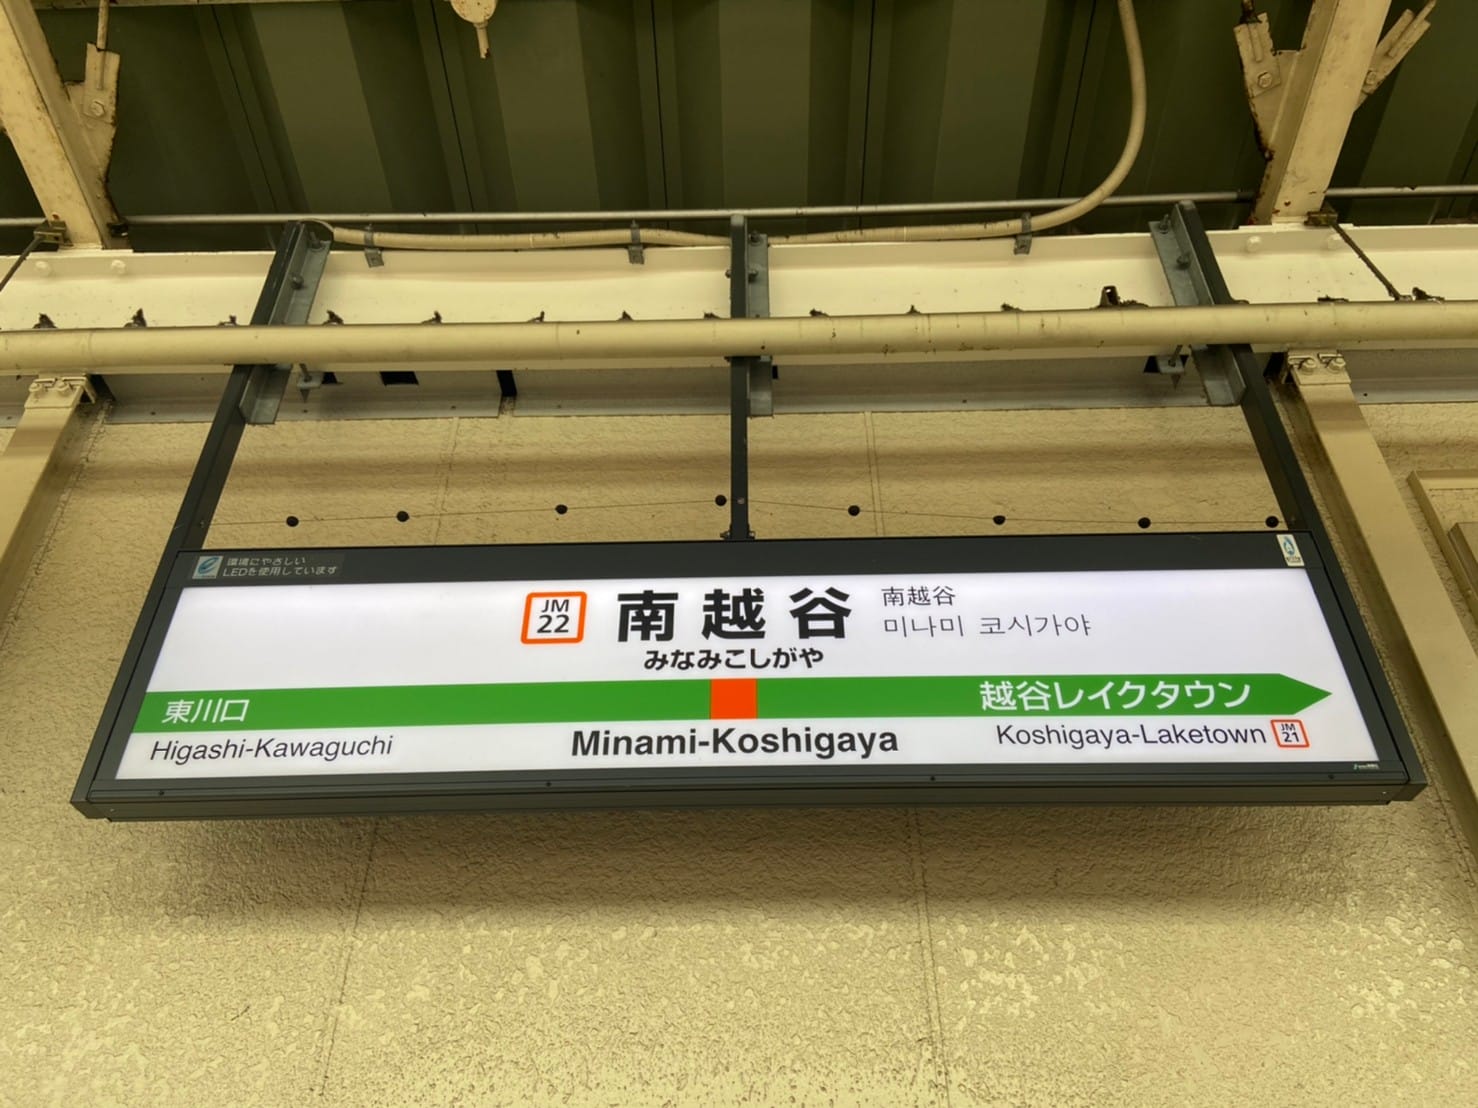 環境にやさしい
LEDを使用しています
JM
22
南越谷
南越谷
미나미 코시가야
みなみこしがや
東川口
越谷レイクタウン
Higashi-Kawaguchi
Minami-Koshigaya
Koshigaya-Laketown
JM
21